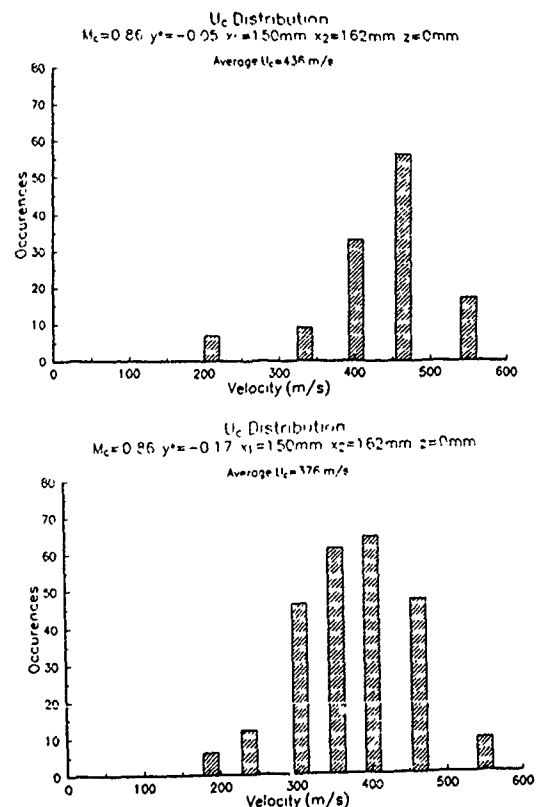 Uc Distribution
Mc=0.86 y*=-0.05 x1=150mm x2=162mm z=0mm
Average Uc=436 m/s
80
70
60
50
40
30
20
10
0
Occurences
0 100 200 300 400 500 600
Velocity (m/s)
Uc Distribution
Mc=0.86 y*=-0.17 x1=150mm x2=162mm z=0mm
Average Uc=376 m/s
80
70
60
50
40
30
20
10
0
Occurences
0 100 200 300 400 500 600
Velocity (m/s)